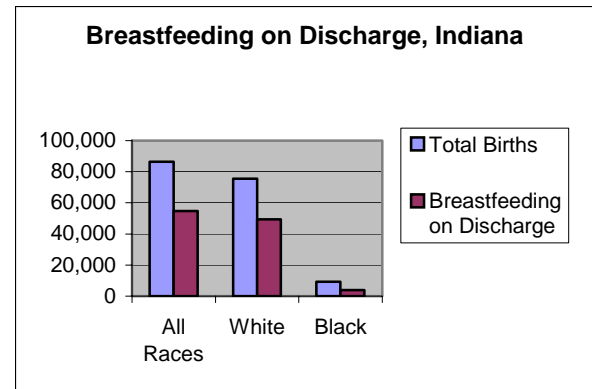 Breastfeeding on Discharge, Indiana
100,000
80,000
60,000
40,000
20,000
0
All
Races
White
Black
Total Births
Breastfeeding
on Discharge